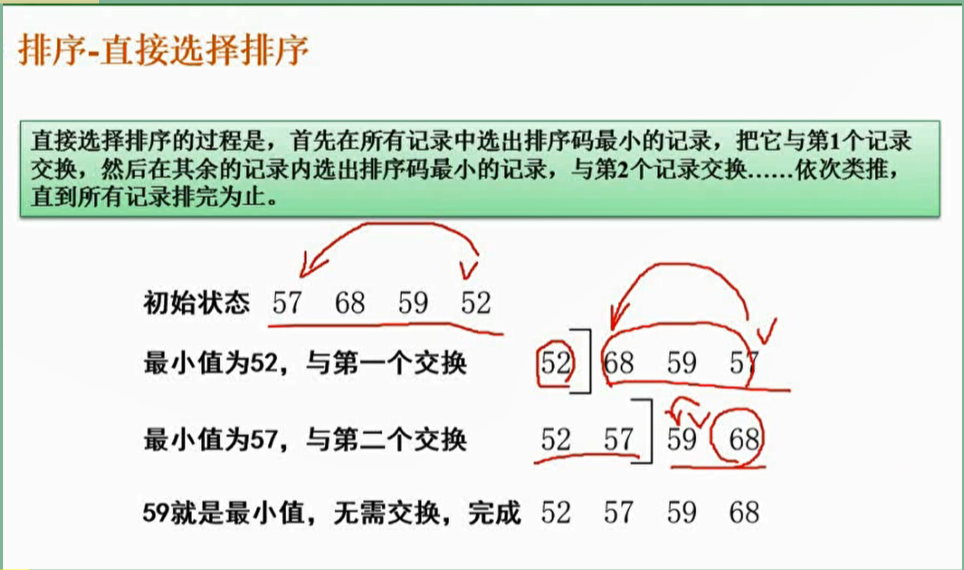 排序-直接选择排序
直接选择排序的过程是，首先在所有记录中选出排序码最小的记录，把它与第1个记录
交换，然后在其余的记录内选出排序码最小的记录，与第2个记录交换……依次类推，
直到所有记录排完为止。
初始状态 57 68 59 52
最小值为52，与第一个交换 52] 68 59 57
最小值为57，与第二个交换 52 57] 59 68
59就是最小值，无需交换，完成 52 57 59 68